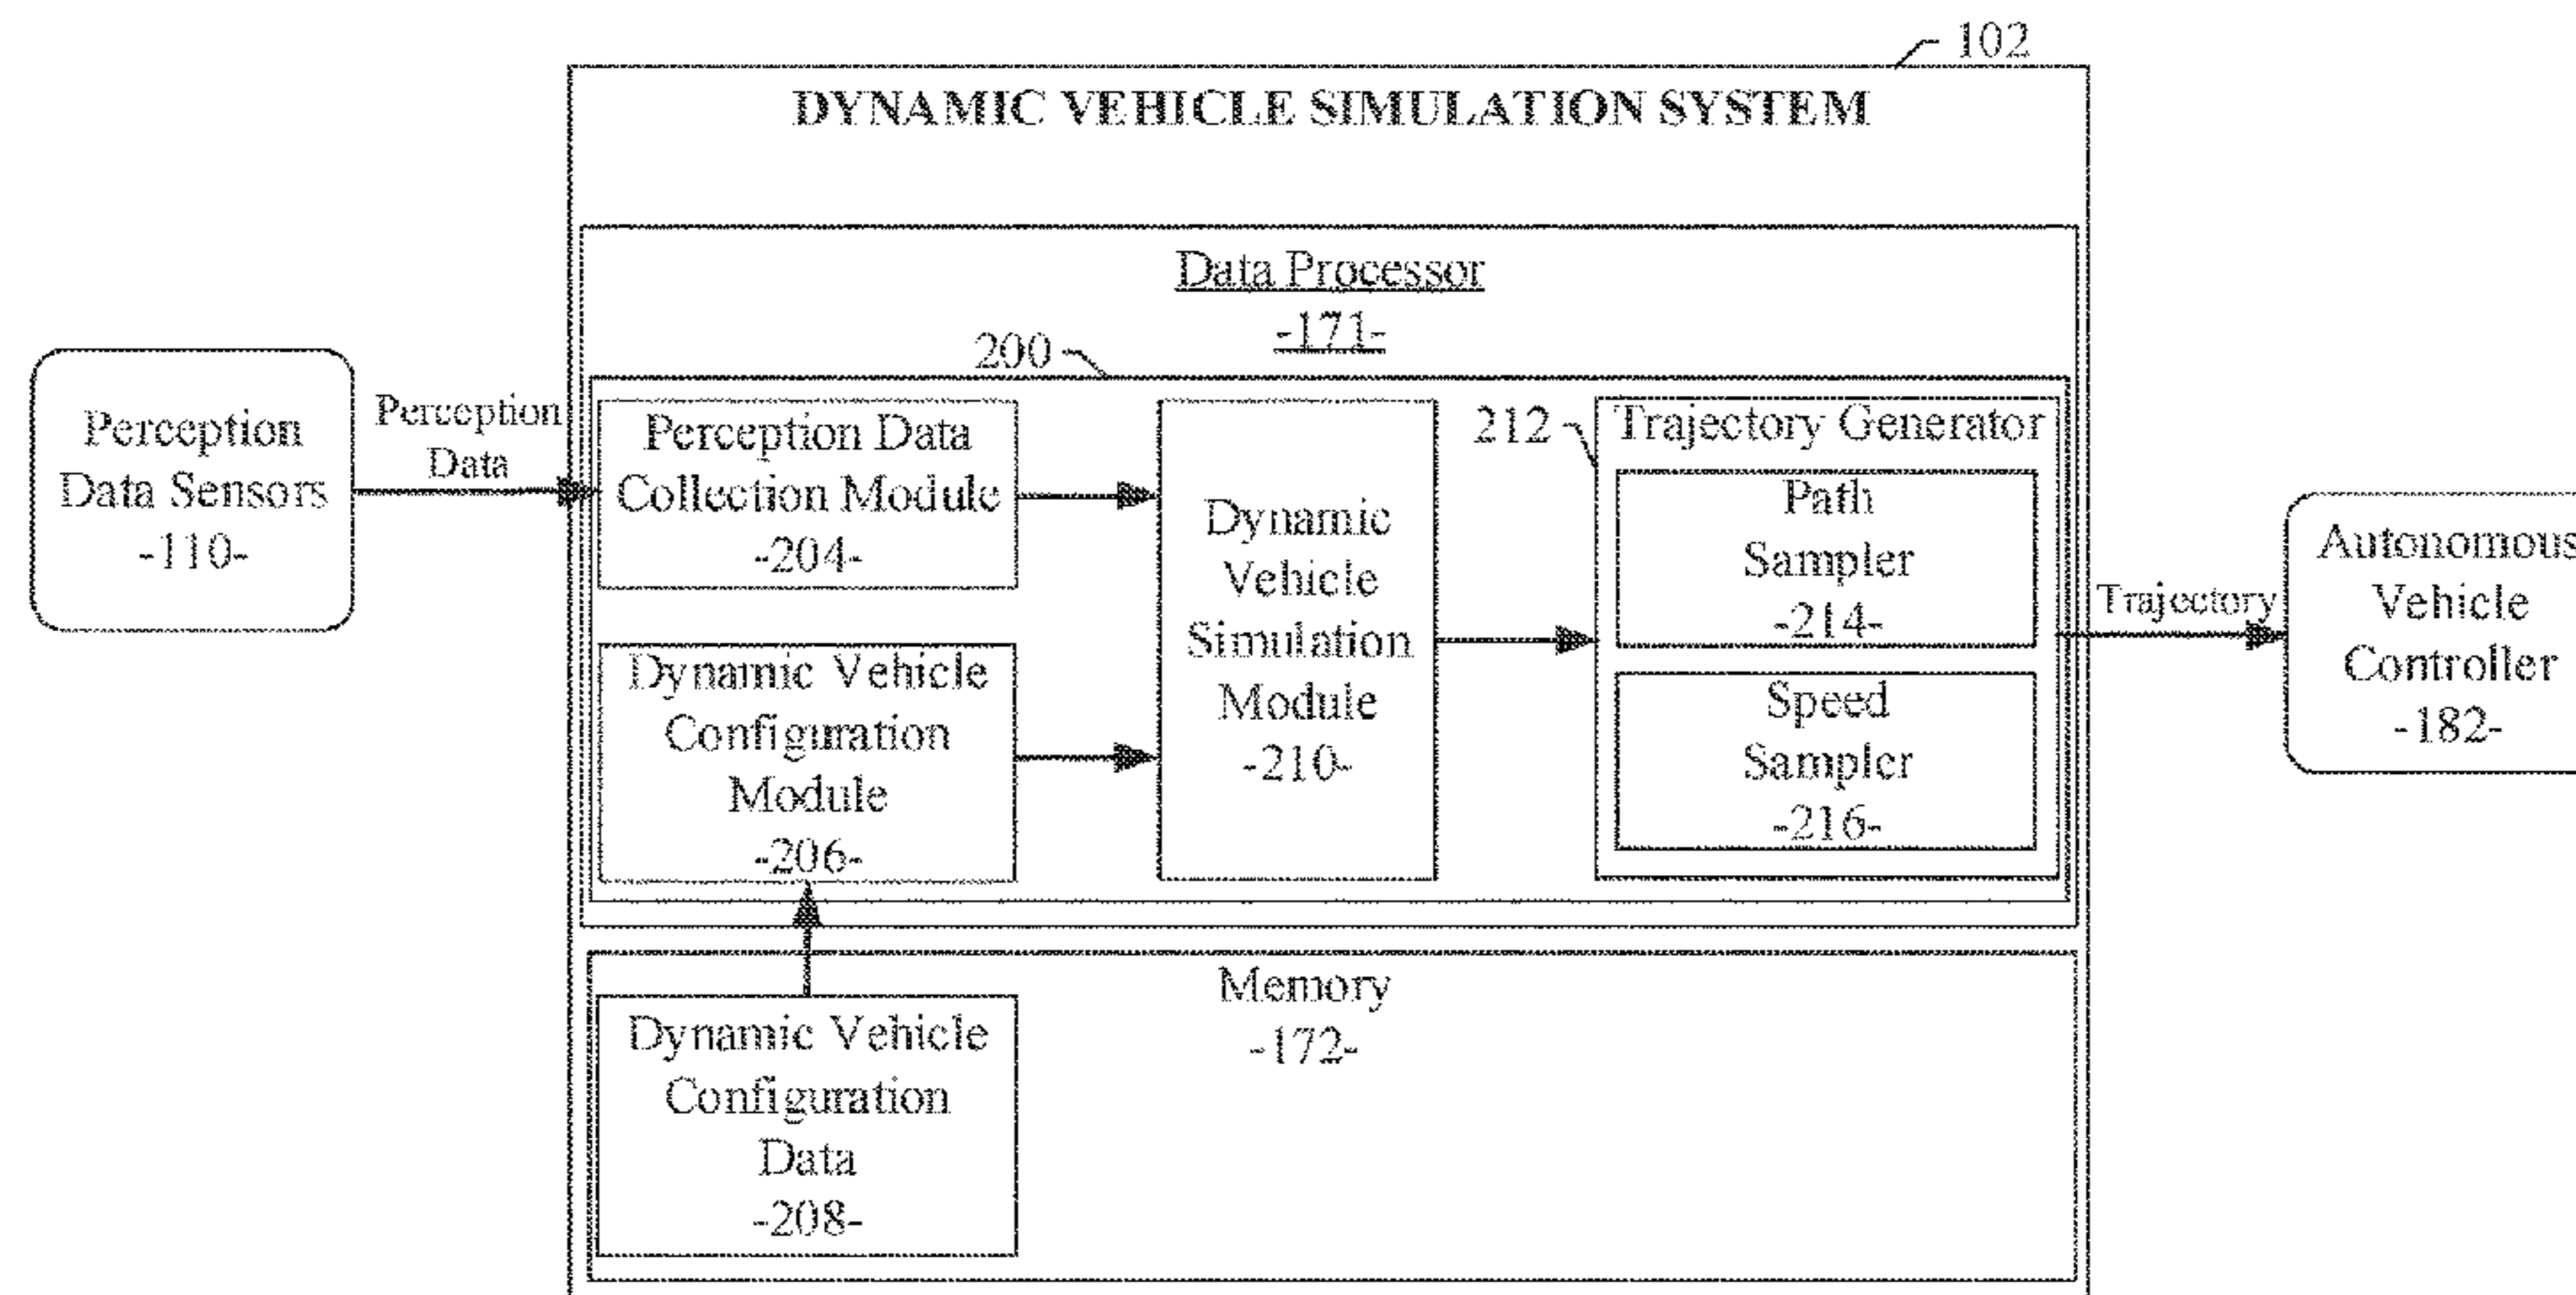 102
DYNAMIC VEHICLE SIMULATION SYSTEM
Data Processor
-171-
200
Perception
Data Sensors
-110-
Perception
Data
Perception Data
Collection Module
-204-
Dynamic Vehicle
Configuration
Module
-206-
Dynamic
Vehicle
Simulation
Module
-210-
212
Trajectory Generator
Path
Sampler
-214-
Speed
Sampler
-216-
Trajectory
Autonomous
Vehicle
Controller
-182-
Memory
-172-
Dynamic Vehicle
Configuration
Data
-208-